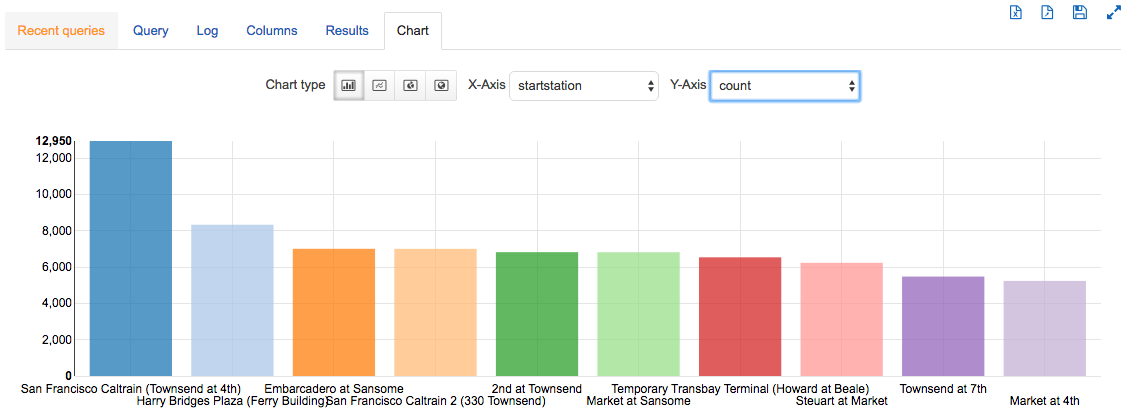 Recent queries Query Log Columns Results Chart
Chart type X-Axis startstation Y-Axis count
12,950
12,000
10,000
8,000
6,000
4,000
2,000
0
San Francisco Caltrain (Townsend at 4th) Embarcadero at Sansome 2nd at Townsend Temporary Transbay Terminal (Howard at Beale) Townsend at 7th
Harry Bridges Plaza (Ferry Building) San Francisco Caltrain 2 (330 Townsend) Market at Sansome Steuart at Market Market at 4th